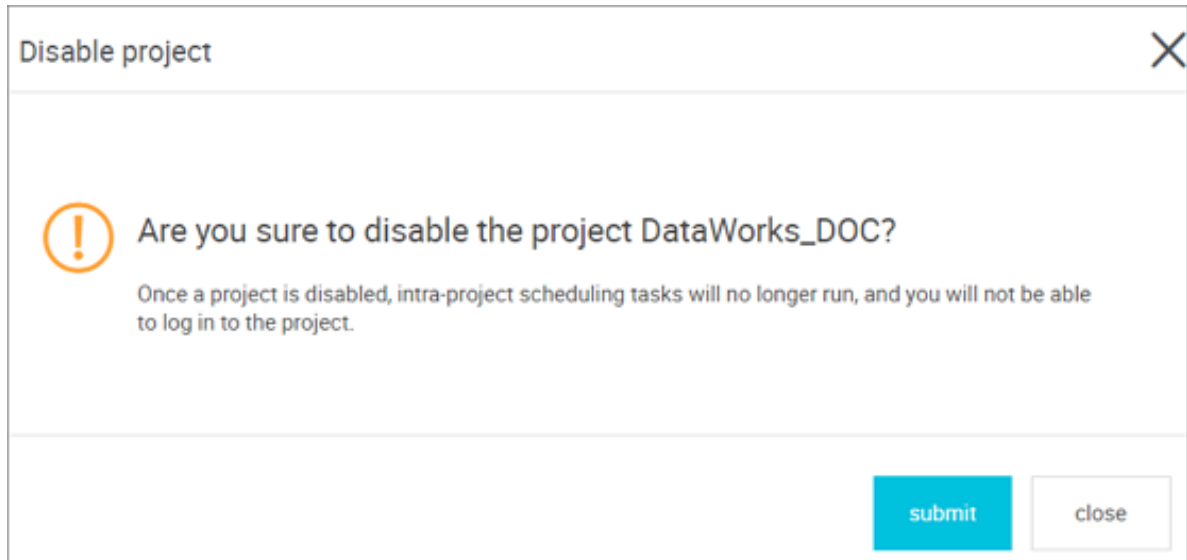 Disable project
Are you sure to disable the project DataWorks_DOC?
Once a project is disabled, intra-project scheduling tasks will no longer run, and you will not be able
to log in to the project.
submit
close